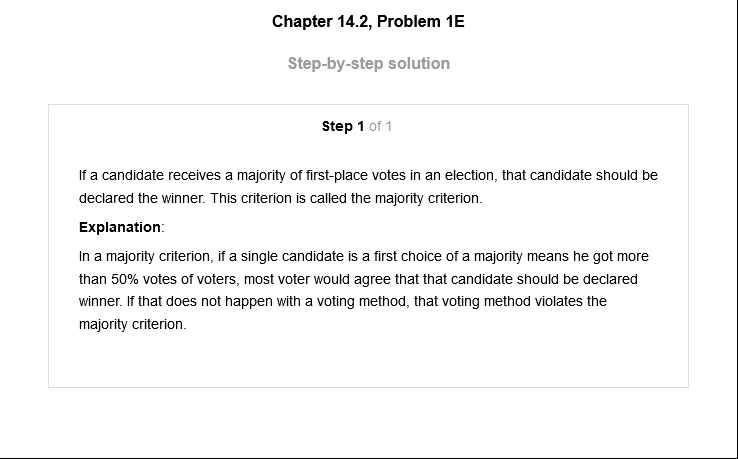 Chapter 14.2, Problem 1E
Step-by-step solution
Step 1 of 1
If a candidate receives a majority of first-place votes in an election, that candidate should be
declared the winner. This criterion is called the majority criterion.
Explanation:
In a majority criterion, if a single candidate is a first choice of a majority means he got more
than 50% votes of voters, most voter would agree that that candidate should be declared
winner. If that does not happen with a voting method, that voting method violates the
majority criterion.